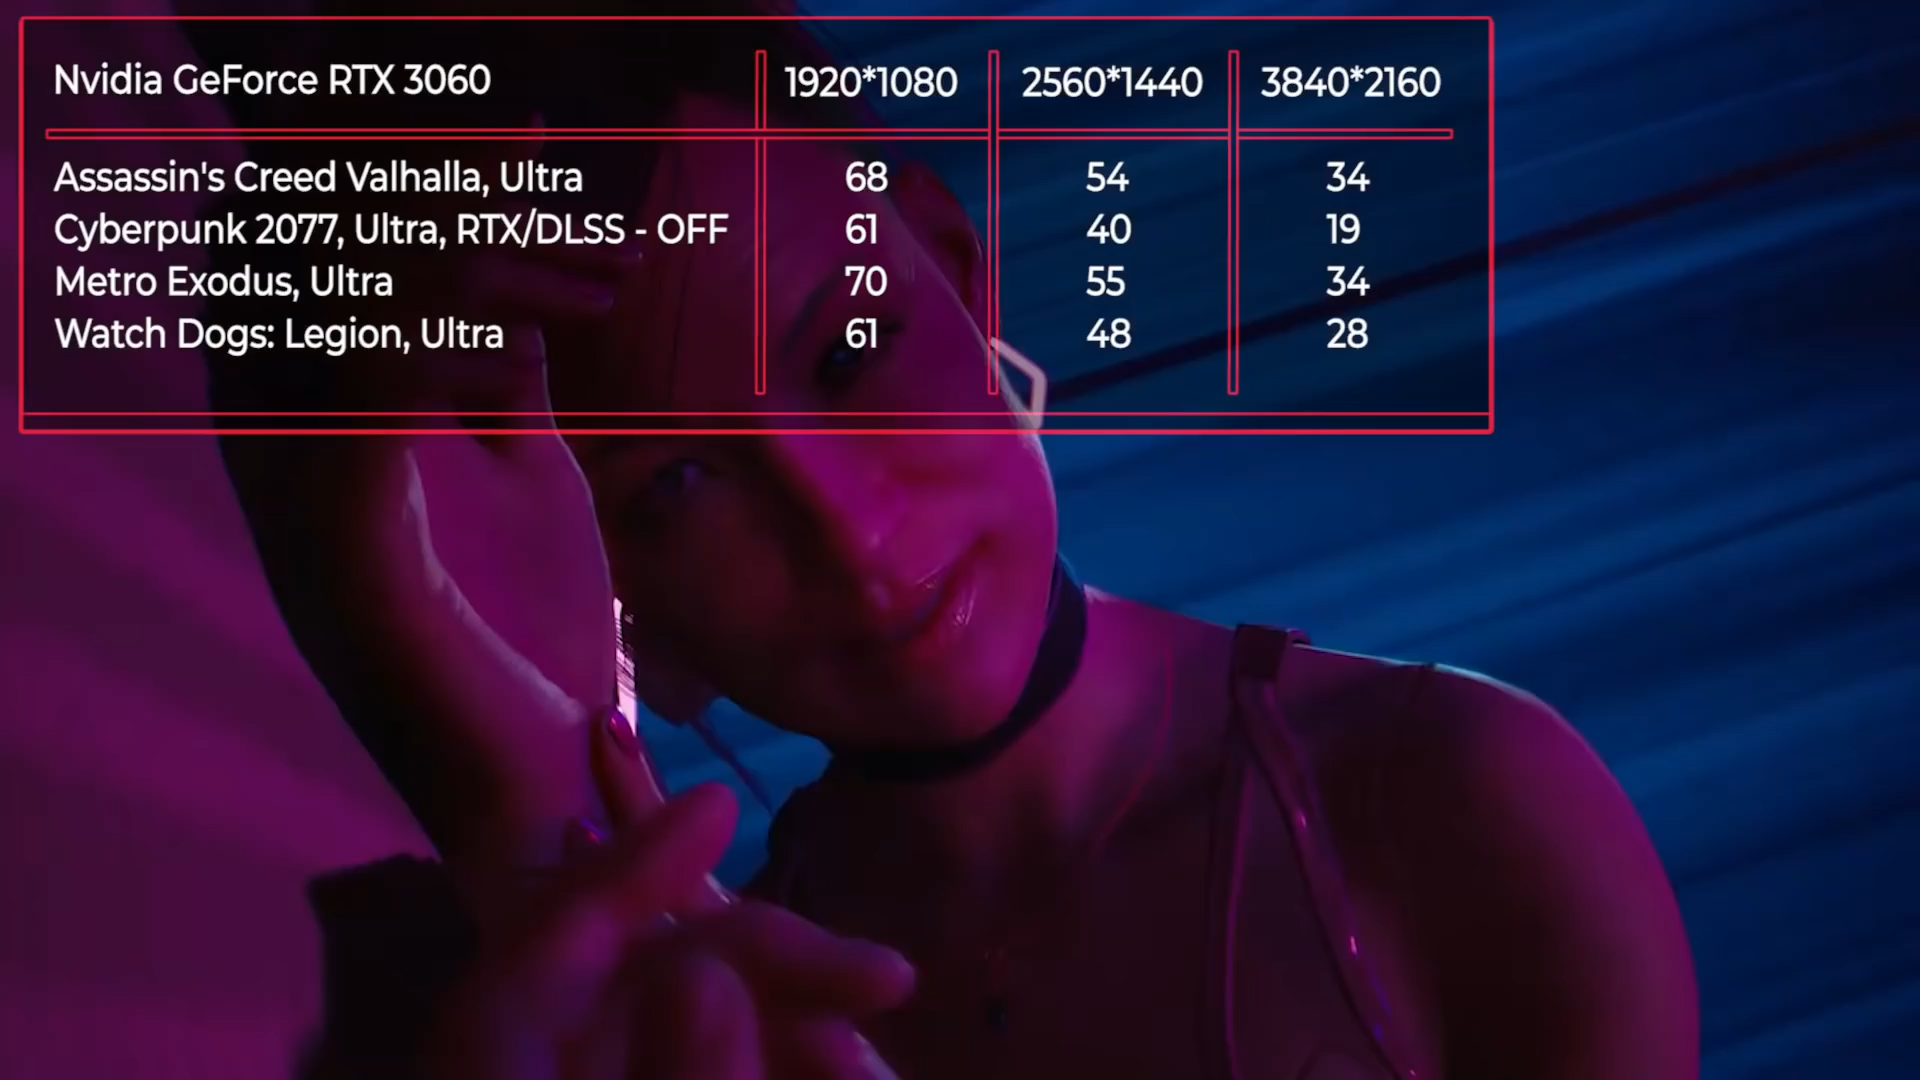 Nvidia GeForce RTX 3060 1920*1080 2560*1440 3840*2160
Assassin's Creed Valhalla, Ultra 68 54 34
Cyberpunk 2077, Ultra, RTX/DLSS - OFF 61 40 19
Metro Exodus, Ultra 70 55 34
Watch Dogs: Legion, Ultra 61 48 28